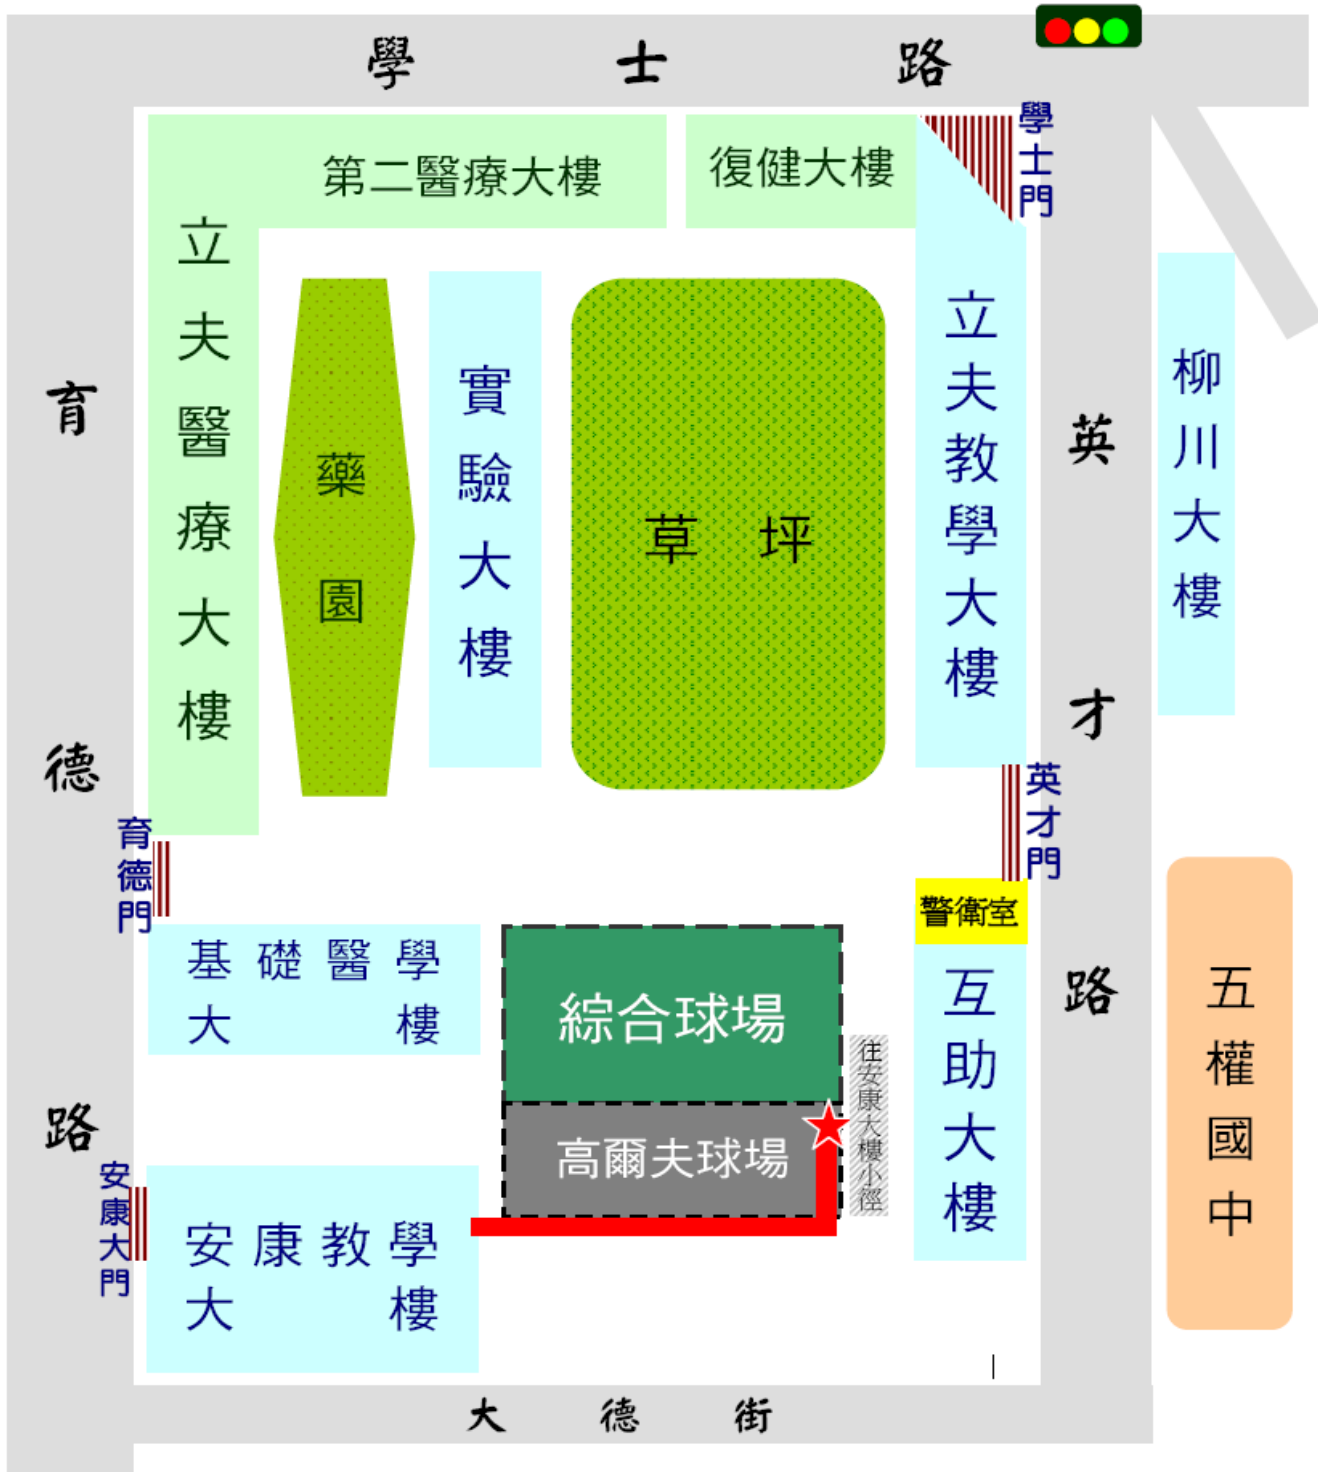 學士路
學士門
第二醫療大樓
復健大樓
立夫醫療大樓
藥園
實驗大樓
草坪
立夫教學大樓
柳川大樓
育德路
英才路
育德門
英才門
警衛室
基礎醫學
大樓
綜合球場
互助大樓
五權國中
往安康大樓小徑
高爾夫球場
安康大門
安康教學
大樓
大德街